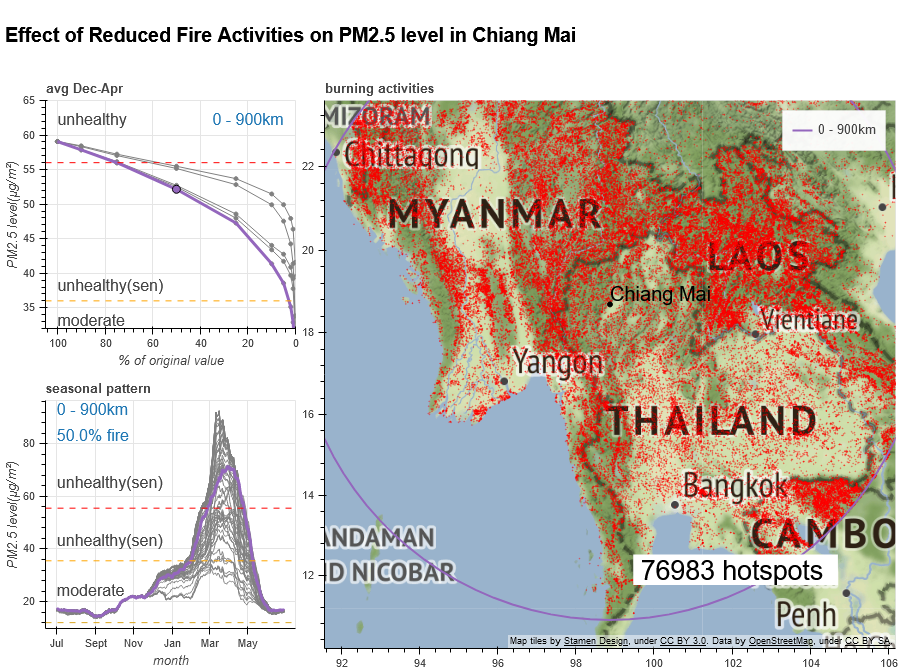 Effect of Reduced Fire Activities on PM2.5 level in Chiang Mai
avg Dec-Apr
65
60
55
50
45
40
35
PM2.5 level(µg/m²)
unhealthy
0 - 900km
unhealthy(sen)
moderate
100 80 60 40 20 0
% of original value
seasonal pattern
0 - 900km
50.0% fire
80
60
40
20
PM2.5 level(µg/m²)
unhealthy(sen)
unhealthy(sen)
moderate
Jul Sept Nov Jan Mar May
month
burning activities
0 - 900km
22
20
18
16
14
12
MIZORAM
Chittagong
MYANMAR
LAOS
Chiang Mai
Vientiane
Yangon
THAILAND
Bangkok
CAMBO
ANDAMAN
D NICOBAR
76983 hotspots
Penh
Map tiles by Stamen Design, under CC BY 3.0. Data by OpenStreetMap, under CC BY SA.
92 94 96 98 100 102 104 106